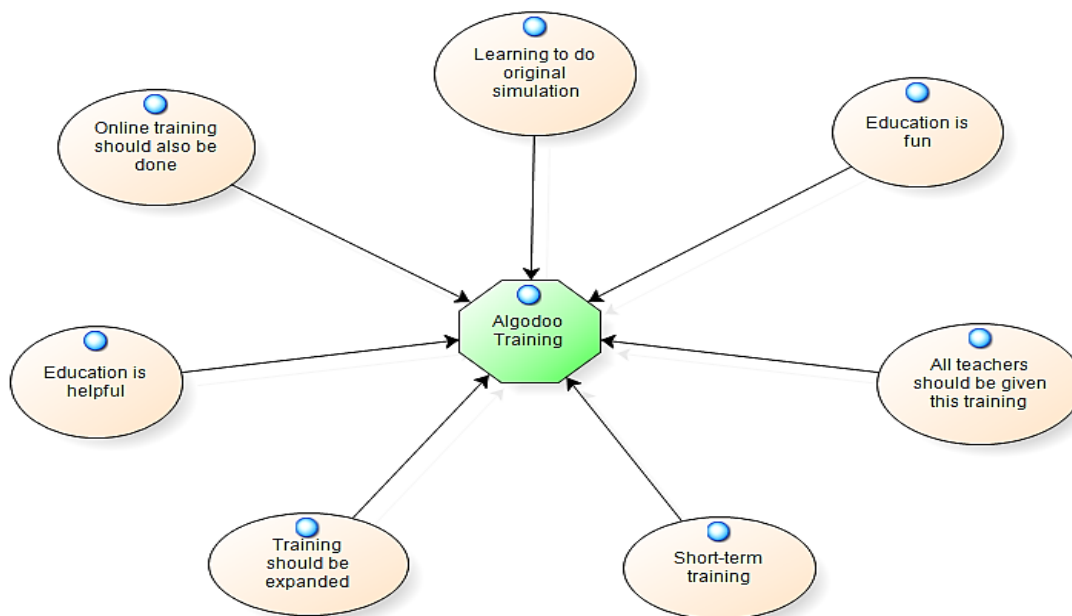 Learning to do
original
simulation
Online training
should also be
done
Education is
fun
Algodoo
Training
Education is
helpful
All teachers
should be given
this training
Training
should be
expanded
Short-term
training